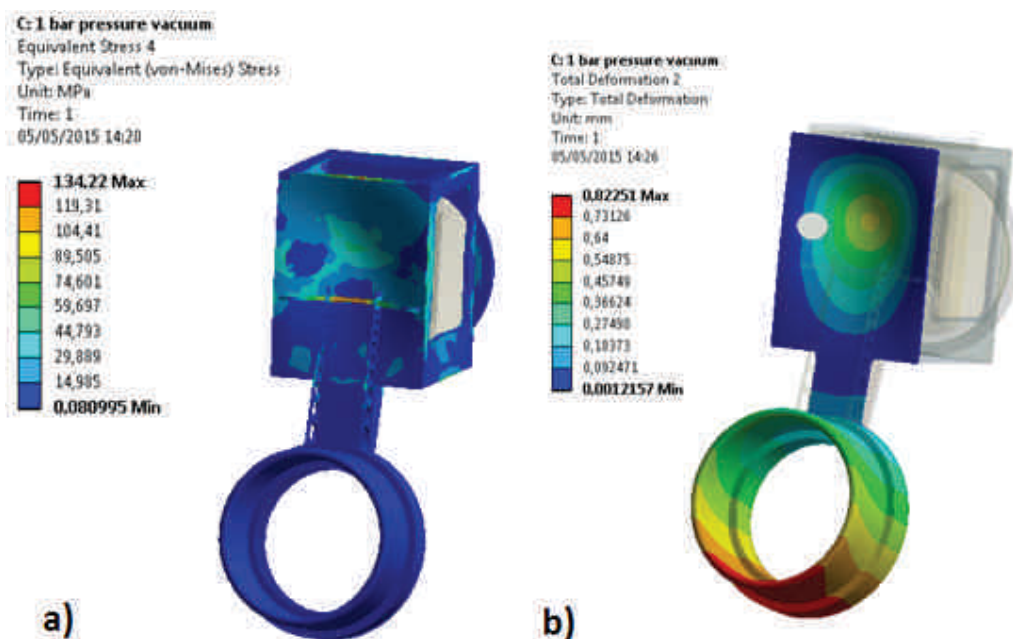 C: 1 bar pressure vacuum
Equivalent Stress 4
Type: Equivalent (von-Mises) Stress
Unit: MPa
Time: 1
05/05/2015 14:20
134,22 Max
119,31
104,41
89,505
74,601
59,697
44,793
29,889
14,985
0,080995 Min
a)
C: 1 bar pressure vacuum
Total Deformation 2
Type: Total Deformation
Unit: mm
Time: 1
05/05/2015 14:26
0,82251 Max
0,73126
0,64
0,54875
0,45749
0,36624
0,27498
0,18373
0,092471
0,0012157 Min
b)